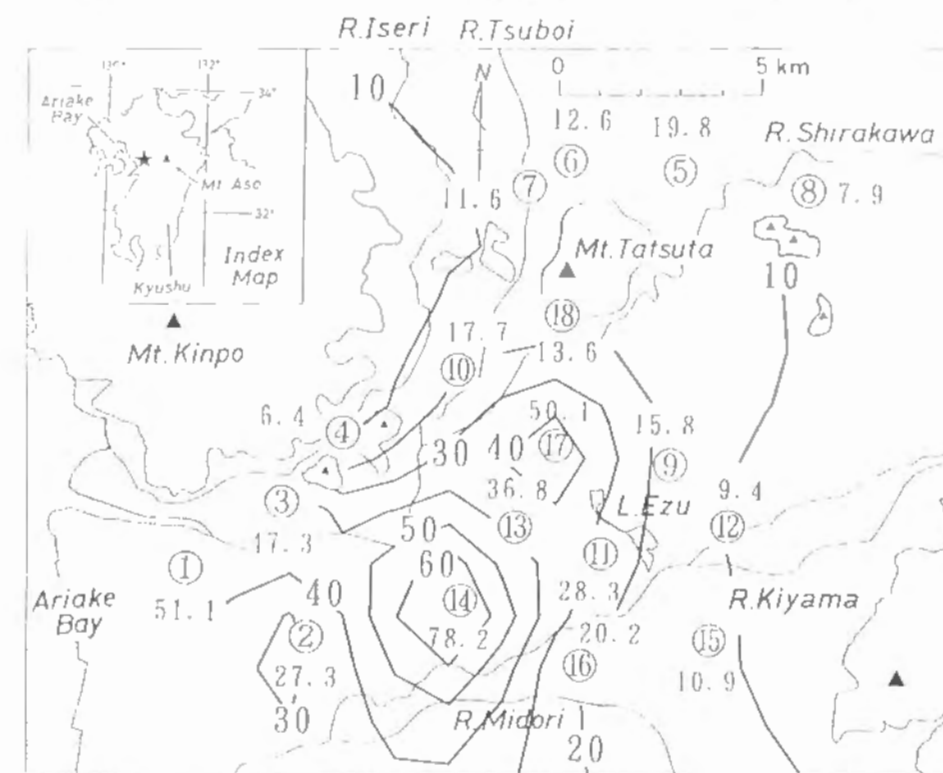 R.Iseri R.Tsuboi
130° 132°
34°
Ariake
Bay
Mt. Aso
32°
Index
Map
Kyushu
10
N
0 5 km
12.6 19.8
R.Shirakawa
⑥ ⑤
⑦ ⑧ 7.9
11.6
Mt.Tatsuta
10
Mt.Kinpo
⑱
17.7
13.6
⑩
6.4
④
50.1
15.8
30 40 ⑰
⑨
36.8
9.4
③ L.Ezu
50 ⑬ ⑫
⑪
60
①
Ariake
Bay
51.1
40
⑭
28.3
R.Kiyama
②
78.2
20.2
⑮
⑯
27.3
10.9
30
R.Midori
20